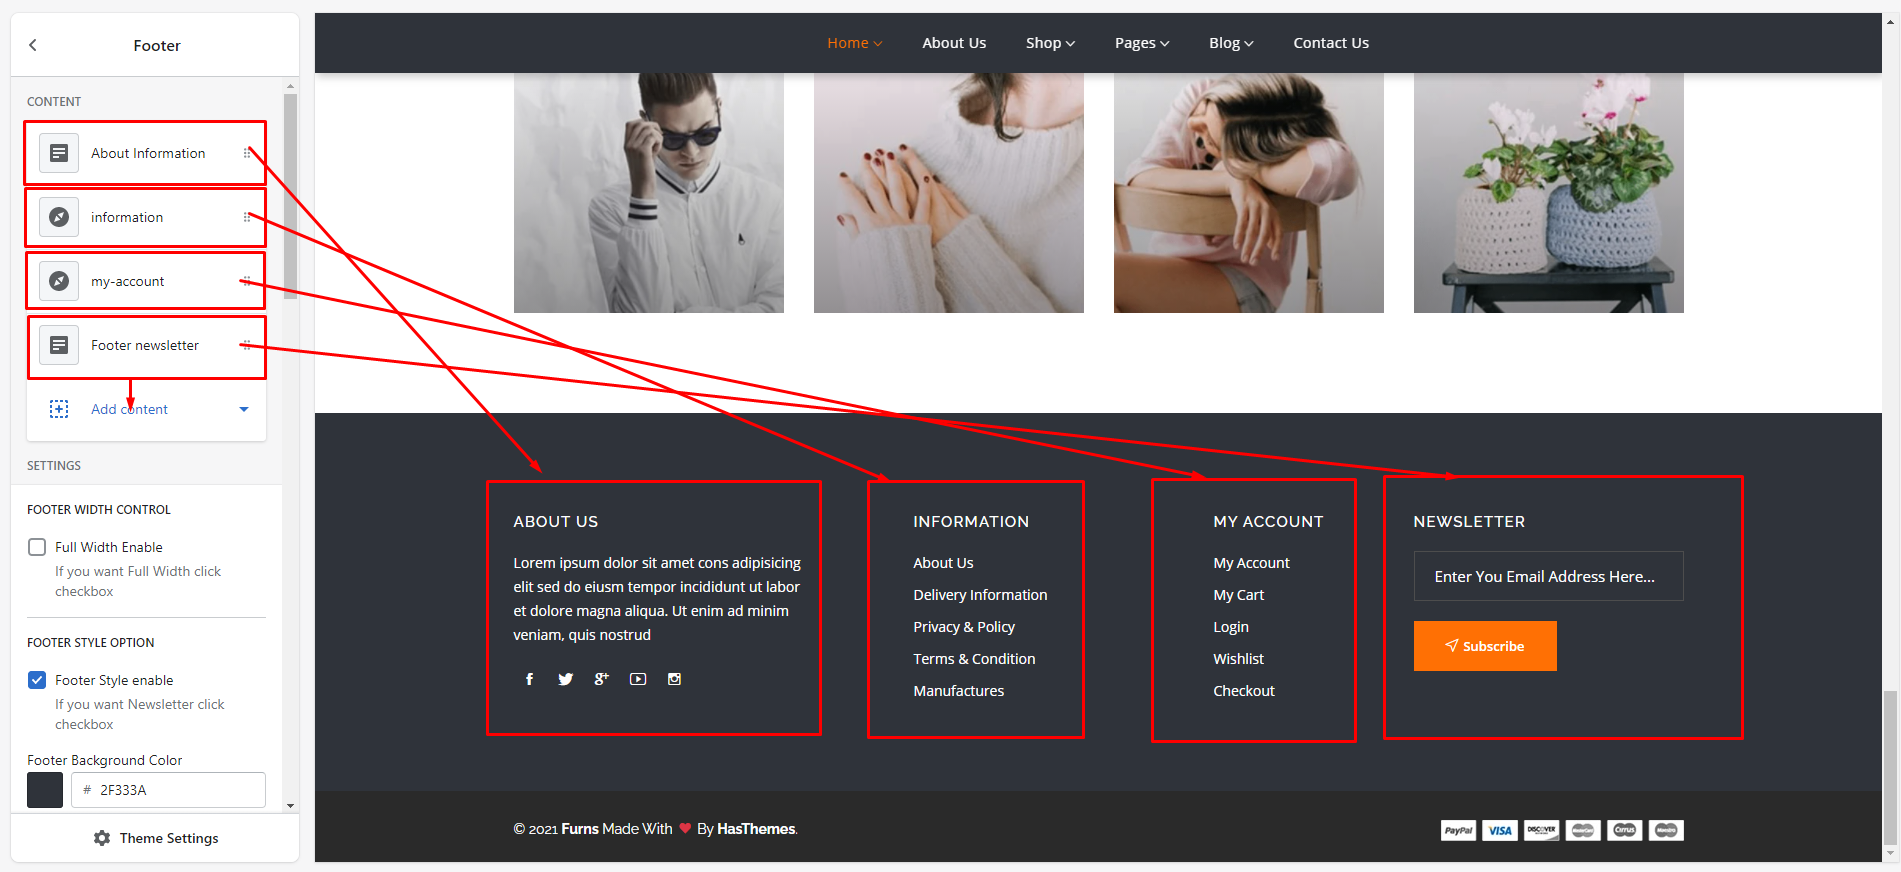 Footer
CONTENT
About Information
information
my-account
Footer newsletter
Add content
SETTINGS
FOOTER WIDTH CONTROL
Full Width Enable
If you want Full Width click
checkbox
FOOTER STYLE OPTION
Footer Style enable
If you want Newsletter click
checkbox
Footer Background Color
# 2F333A
Theme Settings
Home About Us Shop Pages Blog Contact Us
ABOUT US
Lorem ipsum dolor sit amet cons adipisicing
elit sed do eiusm tempor incididunt ut labor
et dolore magna aliqua. Ut enim ad minim
veniam, quis nostrud
INFORMATION
About Us
Delivery Information
Privacy & Policy
Terms & Condition
Manufactures
MY ACCOUNT
My Account
My Cart
Login
Wishlist
Checkout
NEWSLETTER
Enter You Email Address Here...
Subscribe
© 2021 Furns Made With ❤ By HasThemes.
PayPal VISA DISCOVER MasterCard Cirrus Maestro